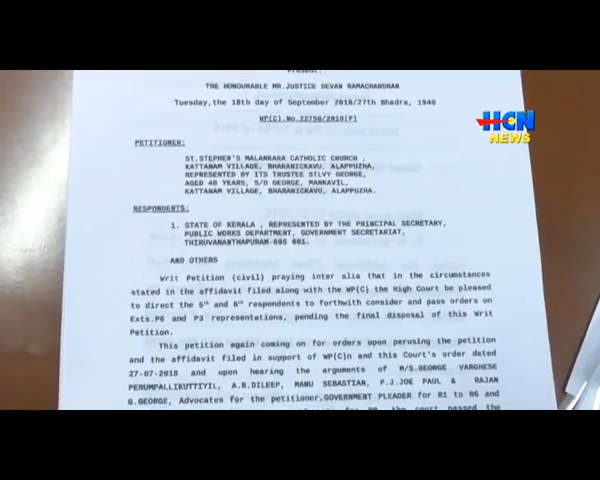 Present:
THE HONOURABLE MR.JUSTICE DEVAN RAMACHANDRAN
Tuesday,the 18th day of September 2018/27th Bhadra, 1940
WP(C).No.22750/2018(P)
PETITIONER:
ST.STEPHEN'S MALANKARA CATHOLIC CHURCH ,
KATTANAM VILLAGE, BHARANICKAVU, ALAPPUZHA,
REPRESENTED BY ITS TRUSTEE SILVY GEORGE,
AGED 48 YEARS, S/O GEORGE, MANKAVIL,
KATTANAM VILLAGE, BHARANICKAVU, ALAPPUZHA.
RESPONDENTS:
1. STATE OF KERALA , REPRESENTED BY THE PRINCIPAL SECRETARY,
PUBLIC WORKS DEPARTMENT, GOVERNMENT SECRETARIAT,
THIRUVANANTHAPURAM-695 001.
AND OTHERS
Writ Petition (civil) praying inter alia that in the circumstances
stated in the affidavit filed along with the WP(C) the High Court be pleased
to direct the 5th and 6th respondents to forthwith consider and pass orders on
Exts.P6 and P3 representations, pending the final disposal of this Writ
Petition.
This petition again coming on for orders upon perusing the petition
and the affidavit filed in support of WP(C)n and this Court's order dated
27-07-2018 and upon hearing the arguments of M/S.GEORGE VARGHESE
PERUMPALLIKUTTIYIL, A.R.DILEEP, MANU SEBASTIAN, P.J.JOE PAUL & RAJAN
G.GEORGE, Advocates for the petitioner,GOVERNMENT PLEADER for R1 to R6 and
for R9, the court passed the
HCN
NEWS